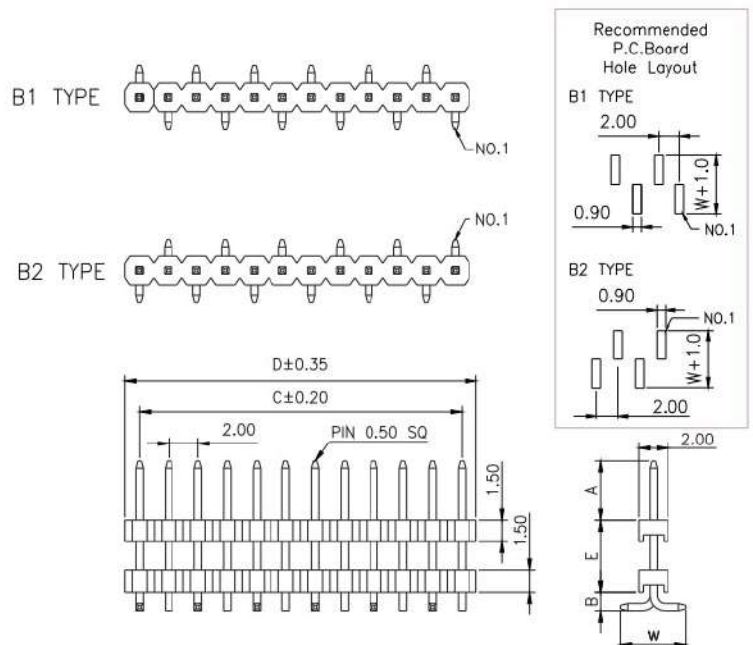 B1 TYPE
NO.1
B2 TYPE
NO.1
D±0.35
C±0.20
2.00
PIN 0.50 SQ
1.50
1.50
Recommended
P.C.Board
Hole Layout
B1 TYPE
2.00
W+1.0
0.90
NO.1
B2 TYPE
0.90
NO.1
W+1.0
2.00
2.00
A
E
B
W